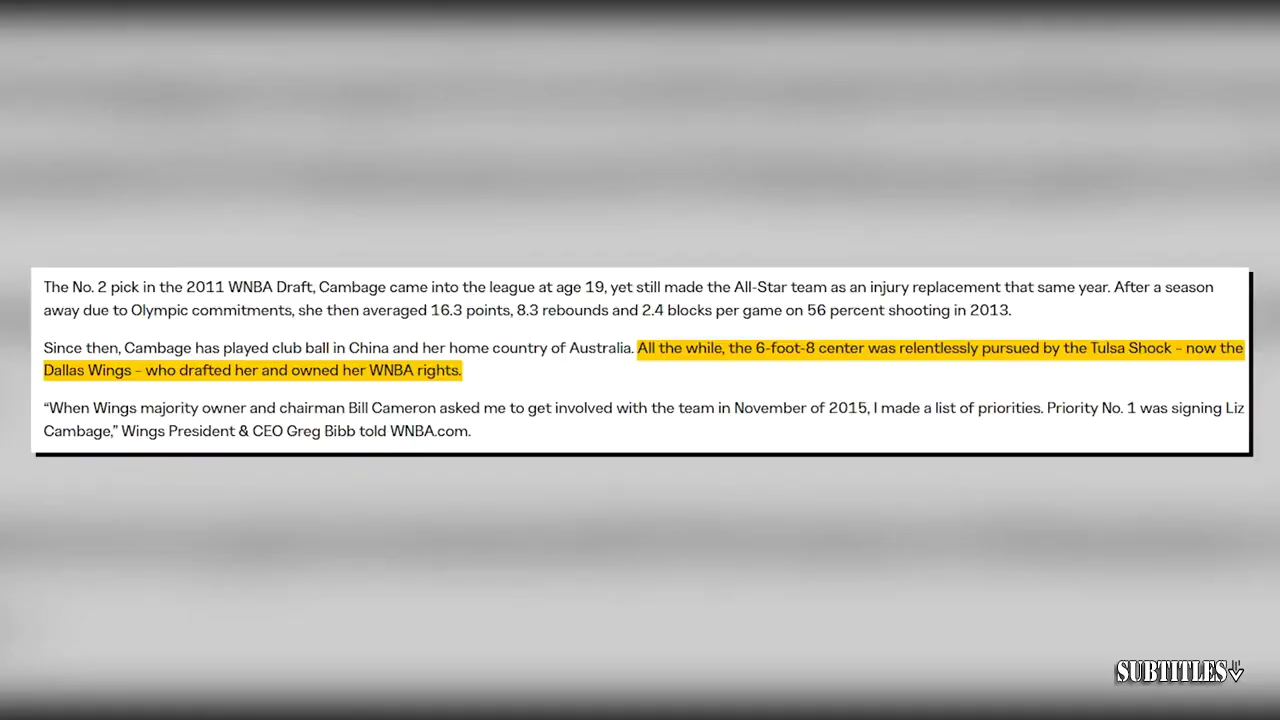 The No. 2 pick in the 2011 WNBA Draft, Cambage came into the league at age 19, yet still made the All-Star team as an injury replacement that same year. After a season
away due to Olympic commitments, she then averaged 16.3 points, 8.3 rebounds and 2.4 blocks per game on 56 percent shooting in 2013.
Since then, Cambage has played club ball in China and her home country of Australia. All the while, the 6-foot-8 center was relentlessly pursued by the Tulsa Shock – now the
Dallas Wings – who drafted her and owned her WNBA rights.
“When Wings majority owner and chairman Bill Cameron asked me to get involved with the team in November of 2015, I made a list of priorities. Priority No. 1 was signing Liz
Cambage,” Wings President & CEO Greg Bibb told WNBA.com.
SUBTITLES